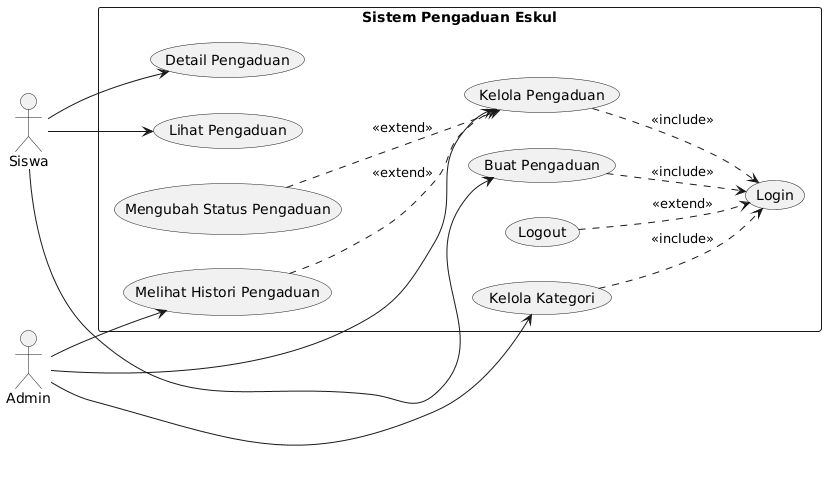 Sistem Pengaduan Eskul
Detail Pengaduan
Kelola Pengaduan
Lihat Pengaduan
«extend»
«include»
Siswa
Buat Pengaduan
«extend»
«include»
Login
Mengubah Status Pengaduan
«extend»
Logout
«include»
Melihat Histori Pengaduan
Kelola Kategori
Admin